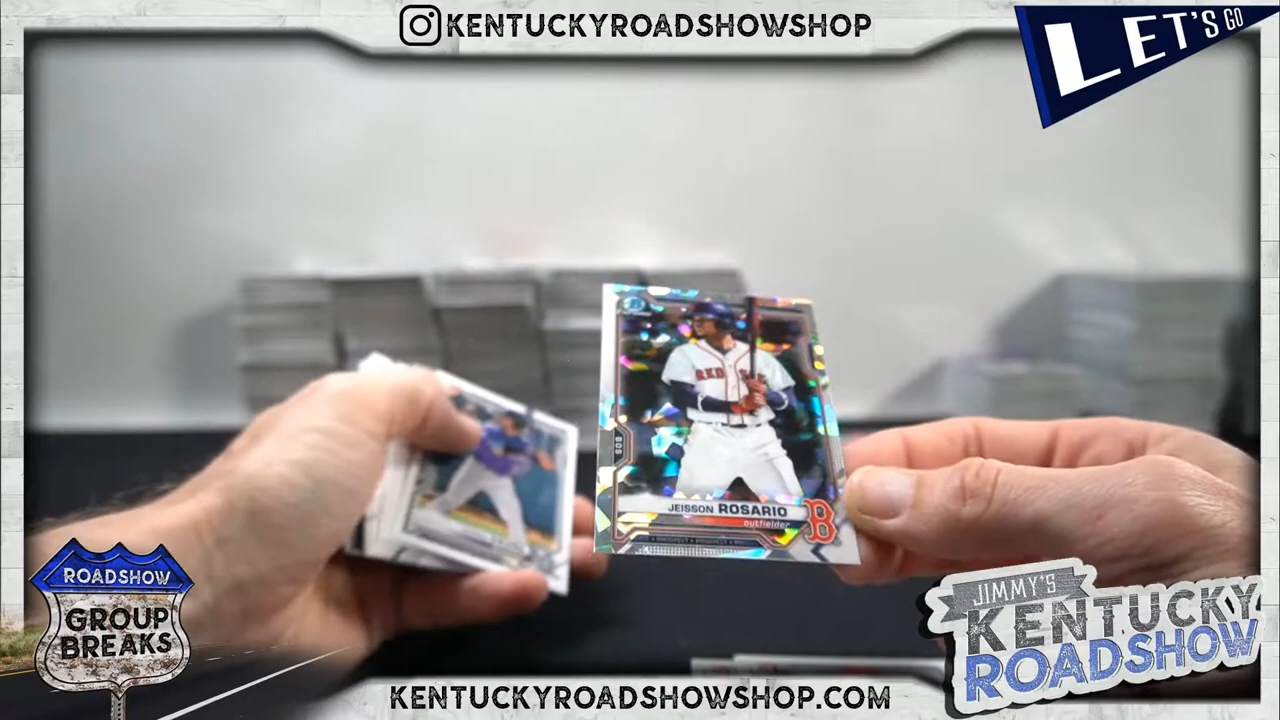 KENTUCKYROADSHOWSHOP
LET'S GO
RED SOX
BOS
JEISSON ROSARIO
outfielder
B
ROADSHOW
GROUP
BREAKS
JIMMY'S
KENTUCKY
ROADSHOW
KENTUCKYROADSHOWSHOP.COM